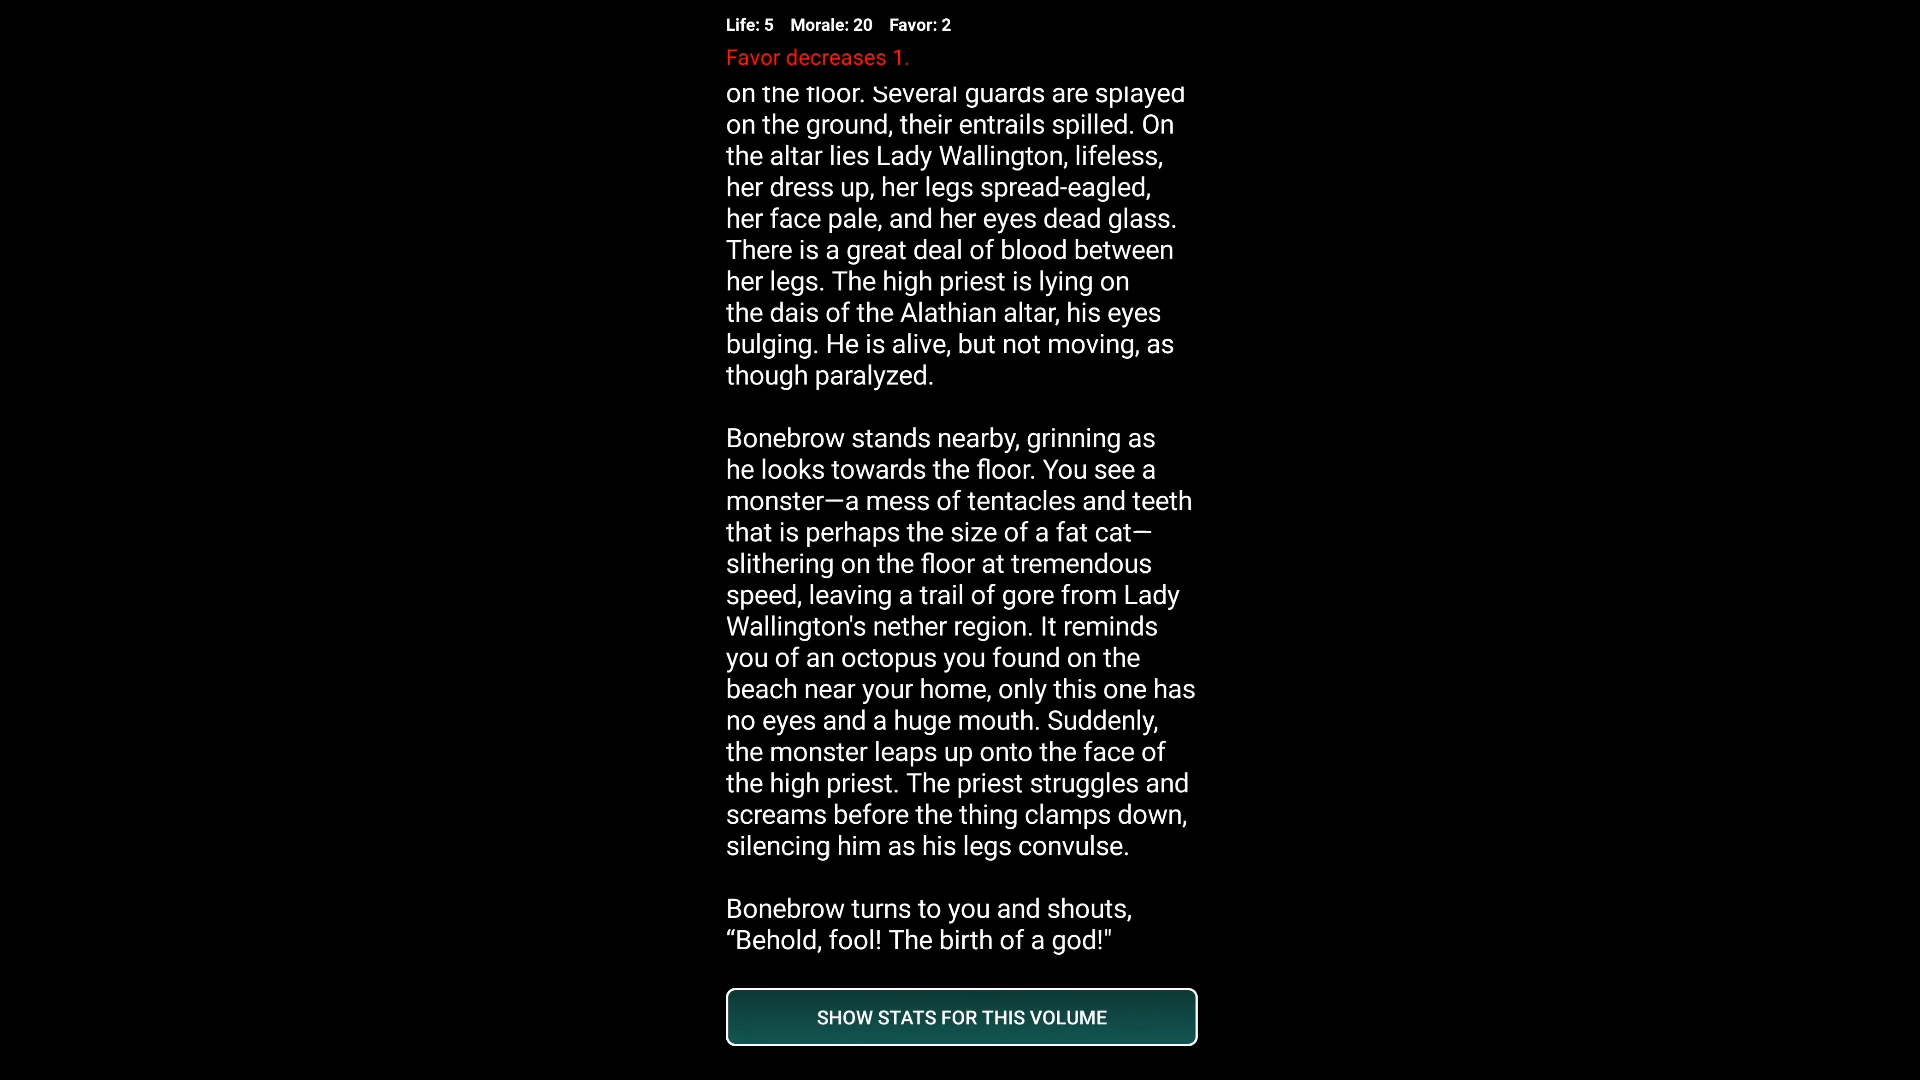 Life: 5 Morale: 20 Favor: 2
Favor decreases 1.
on the floor. Several guards are splayed
on the ground, their entrails spilled. On
the altar lies Lady Wallington, lifeless,
her dress up, her legs spread-eagled,
her face pale, and her eyes dead glass.
There is a great deal of blood between
her legs. The high priest is lying on
the dais of the Alathian altar, his eyes
bulging. He is alive, but not moving, as
though paralyzed.
Bonebrow stands nearby, grinning as
he looks towards the floor. You see a
monster—a mess of tentacles and teeth
that is perhaps the size of a fat cat—
slithering on the floor at tremendous
speed, leaving a trail of gore from Lady
Wallington's nether region. It reminds
you of an octopus you found on the
beach near your home, only this one has
no eyes and a huge mouth. Suddenly,
the monster leaps up onto the face of
the high priest. The priest struggles and
screams before the thing clamps down,
silencing him as his legs convulse.
Bonebrow turns to you and shouts,
“Behold, fool! The birth of a god!"
SHOW STATS FOR THIS VOLUME